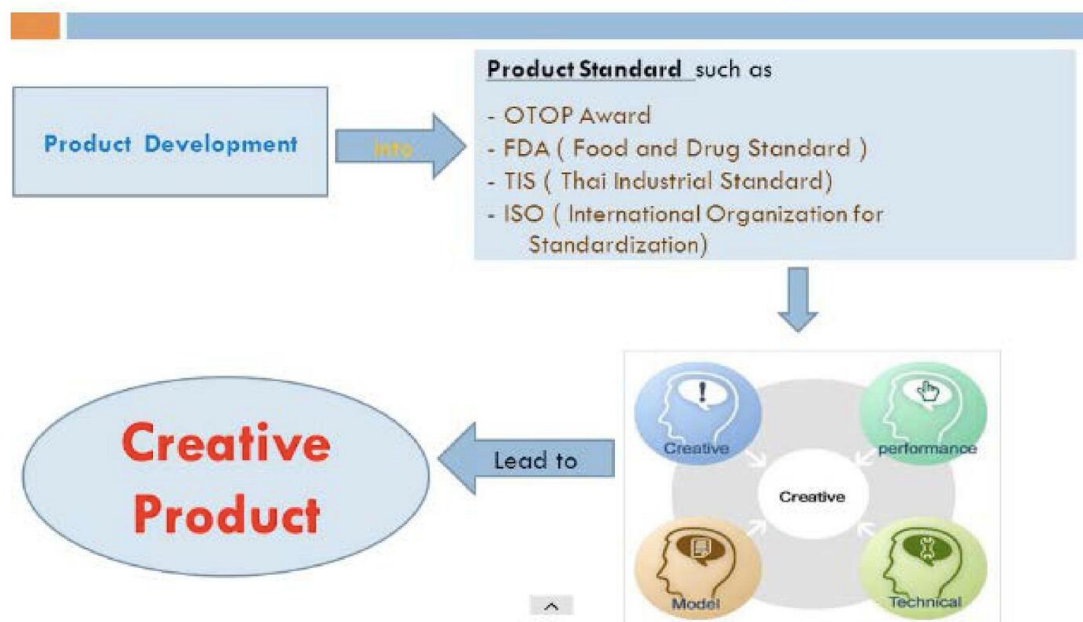 Product Development
into
Product Standard such as
- OTOP Award
- FDA ( Food and Drug Standard )
- TIS ( Thai Industrial Standard)
- ISO ( International Organization for
Standardization)
Creative
performance
Creative
Model
Technical
Lead to
Creative
Product